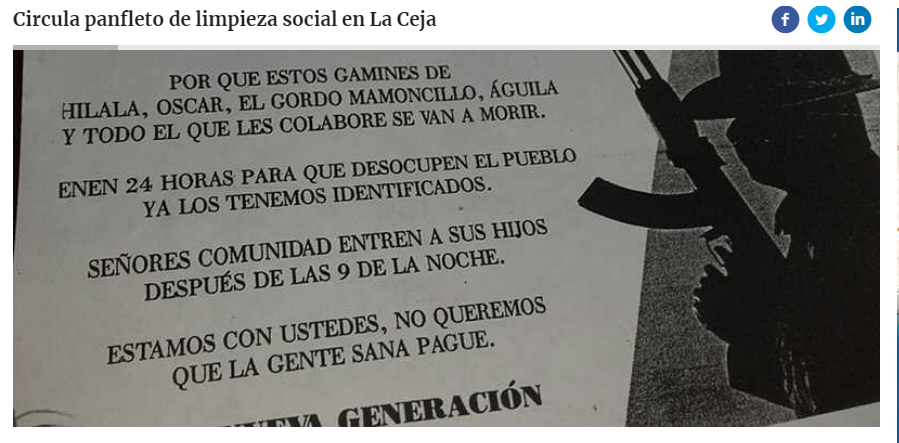 Circula panfleto de limpieza social en La Ceja
POR QUE ESTOS GAMINES DE
HILALA, OSCAR, EL GORDO MAMONCILLO, ÁGUILA
Y TODO EL QUE LES COLABORE SE VAN A MORIR.
ENEN 24 HORAS PARA QUE DESOCUPEN EL PUEBLO
YA LOS TENEMOS IDENTIFICADOS.
SEÑORES COMUNIDAD ENTREN A SUS HIJOS
DESPUÉS DE LAS 9 DE LA NOCHE.
ESTAMOS CON USTEDES, NO QUEREMOS
QUE LA GENTE SANA PAGUE.
NUEVA GENERACIÓN